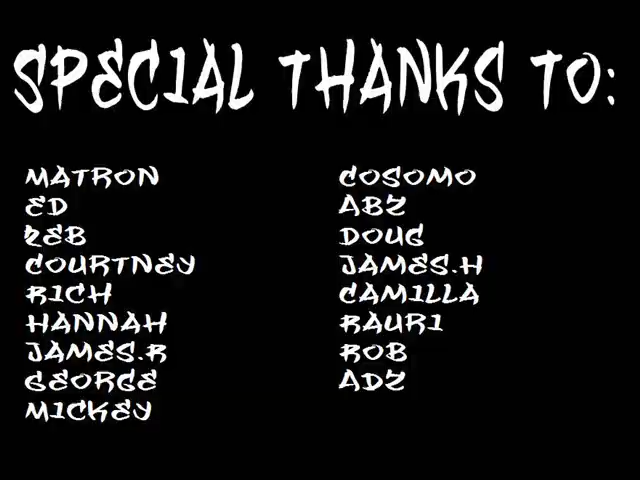 SPECIAL THANKS TO:
MATRON
ED
ZEB
COURTNEY
RICH
HANNAH
JAMES.R
GEORGE
MICKEY
COSOMO
ABZ
DOUG
JAMES.H
CAMILLA
RAURI
ROB
ADZ